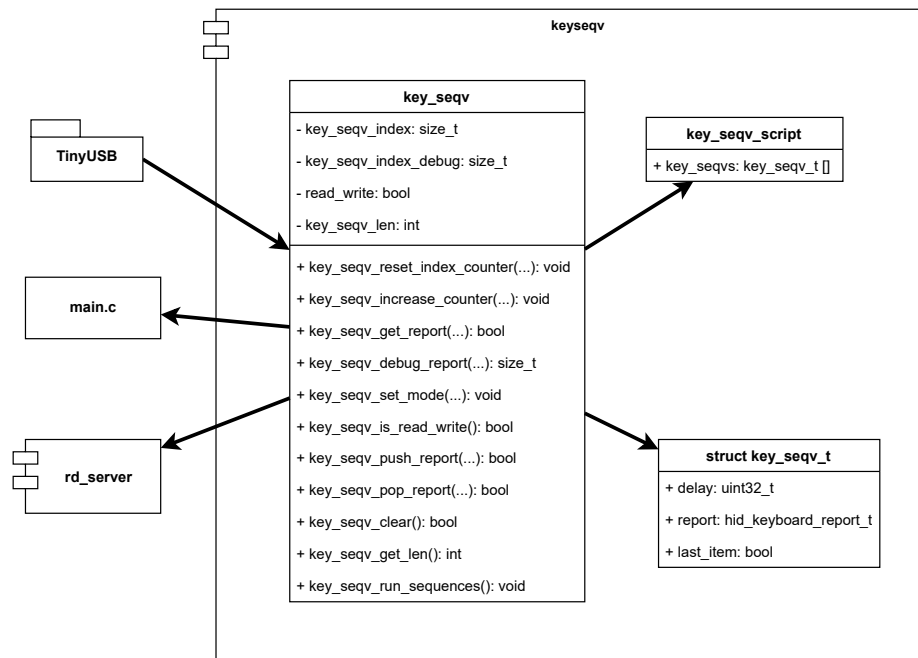 keyseqv
key_seqv
- key_seqv_index: size_t
- key_seqv_index_debug: size_t
- read_write: bool
- key_seqv_len: int
+ key_seqv_reset_index_counter(...): void
+ key_seqv_increase_counter(...): void
+ key_seqv_get_report(...): bool
+ key_seqv_debug_report(...): size_t
+ key_seqv_set_mode(...): void
+ key_seqv_is_read_write(): bool
+ key_seqv_push_report(...): bool
+ key_seqv_pop_report(...): bool
+ key_seqv_clear(): bool
+ key_seqv_get_len(): int
+ key_seqv_run_sequences(): void
TinyUSB
main.c
rd_server
key_seqv_script
+ key_seqvs: key_seqv_t []
struct key_seqv_t
+ delay: uint32_t
+ report: hid_keyboard_report_t
+ last_item: bool